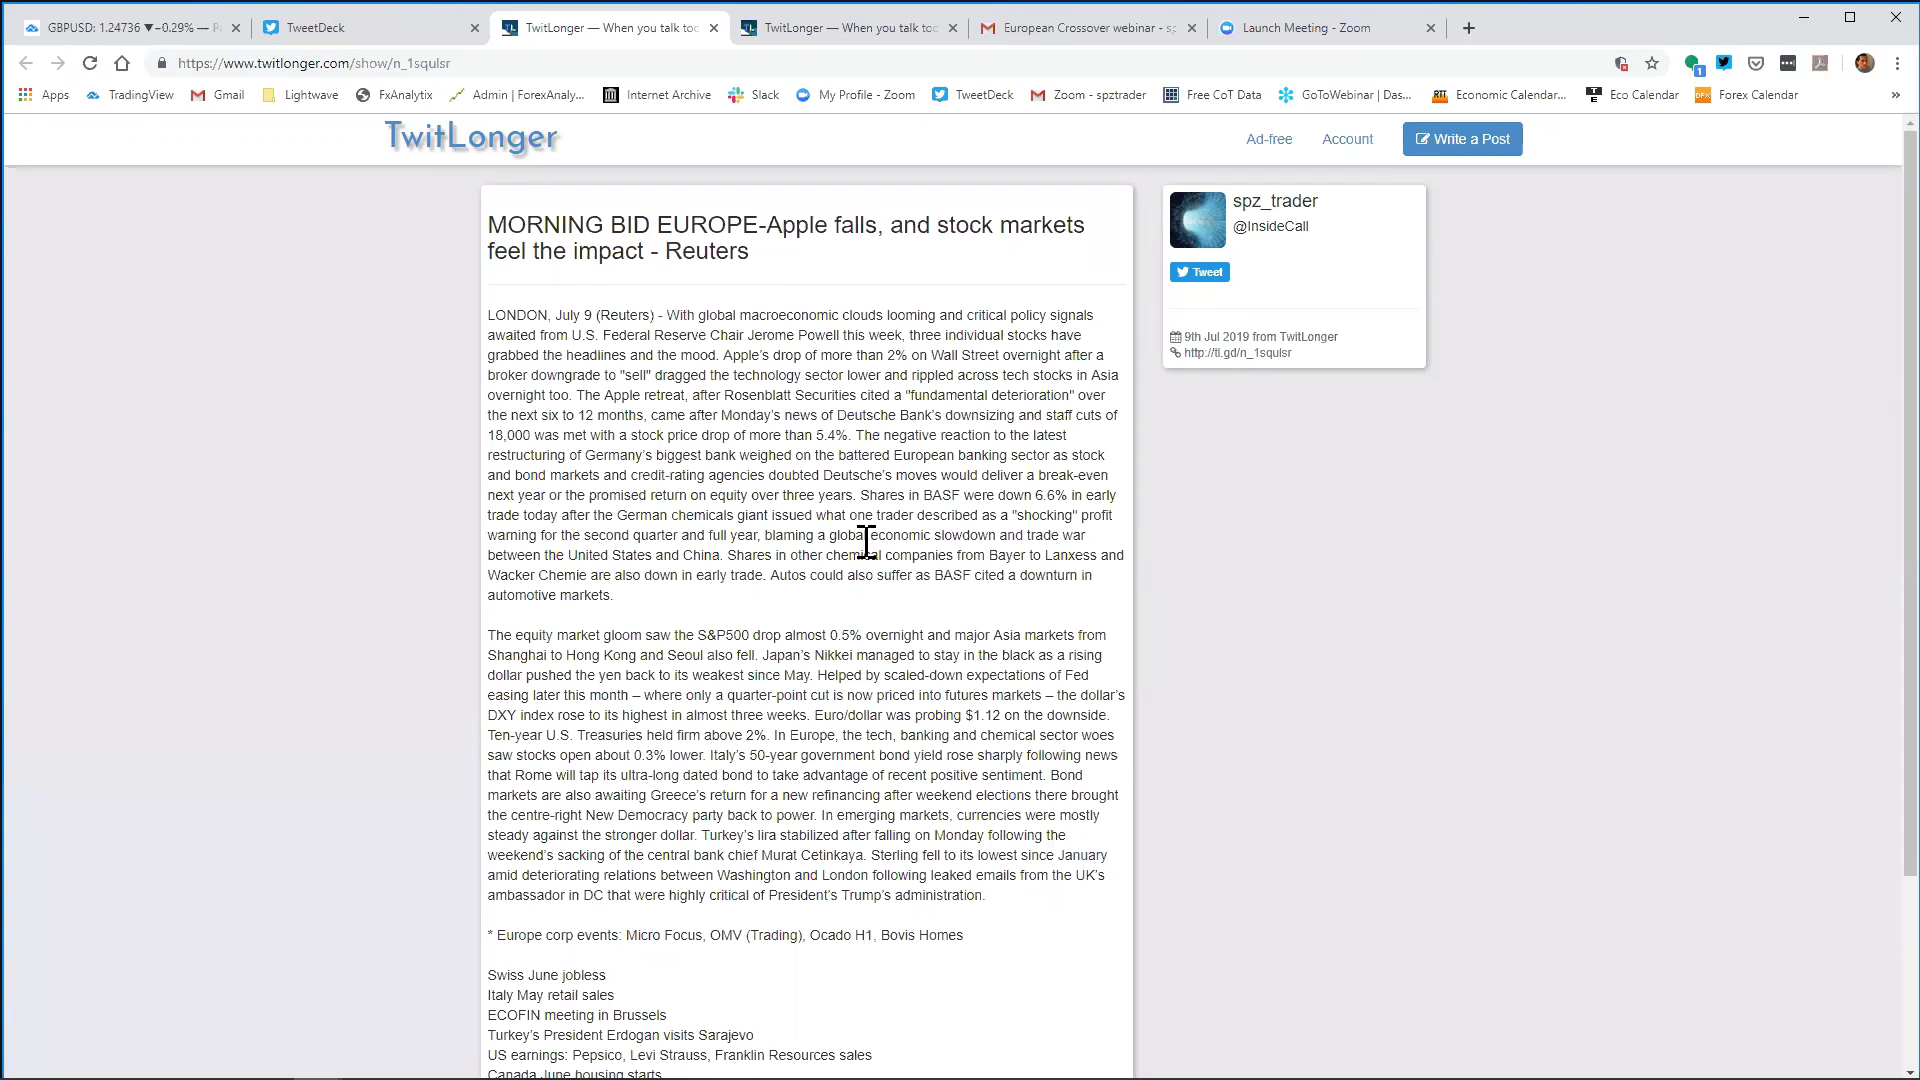 GBPUSD: 1.24736 ▼−0.29% — P
TweetDeck
TwitLonger — When you talk too
TwitLonger — When you talk too
European Crossover webinar - sp
Launch Meeting - Zoom
https://www.twitlonger.com/show/n_1squlsr
1
Apps
TradingView
Gmail
Lightwave
FxAnalytix
Admin | ForexAnaly...
Internet Archive
Slack
My Profile - Zoom
TweetDeck
Zoom - spztrader
Free CoT Data
GoToWebinar | Das...
Economic Calendar...
Eco Calendar
Forex Calendar
TwitLonger
Ad-free
Account
Write a Post
MORNING BID EUROPE-Apple falls, and stock markets
feel the impact - Reuters
LONDON, July 9 (Reuters) - With global macroeconomic clouds looming and critical policy signals
awaited from U.S. Federal Reserve Chair Jerome Powell this week, three individual stocks have
grabbed the headlines and the mood. Apple’s drop of more than 2% on Wall Street overnight after a
broker downgrade to "sell" dragged the technology sector lower and rippled across tech stocks in Asia
overnight too. The Apple retreat, after Rosenblatt Securities cited a "fundamental deterioration" over
the next six to 12 months, came after Monday’s news of Deutsche Bank’s downsizing and staff cuts of
18,000 was met with a stock price drop of more than 5.4%. The negative reaction to the latest
restructuring of Germany’s biggest bank weighed on the battered European banking sector as stock
and bond markets and credit-rating agencies doubted Deutsche’s moves would deliver a break-even
next year or the promised return on equity over three years. Shares in BASF were down 6.6% in early
trade today after the German chemicals giant issued what one trader described as a "shocking" profit
warning for the second quarter and full year, blaming a global economic slowdown and trade war
between the United States and China. Shares in other chemical companies from Bayer to Lanxess and
Wacker Chemie are also down in early trade. Autos could also suffer as BASF cited a downturn in
automotive markets.
The equity market gloom saw the S&P500 drop almost 0.5% overnight and major Asia markets from
Shanghai to Hong Kong and Seoul also fell. Japan’s Nikkei managed to stay in the black as a rising
dollar pushed the yen back to its weakest since May. Helped by scaled-down expectations of Fed
easing later this month – where only a quarter-point cut is now priced into futures markets – the dollar’s
DXY index rose to its highest in almost three weeks. Euro/dollar was probing $1.12 on the downside.
Ten-year U.S. Treasuries held firm above 2%. In Europe, the tech, banking and chemical sector woes
saw stocks open about 0.3% lower. Italy’s 50-year government bond yield rose sharply following news
that Rome will tap its ultra-long dated bond to take advantage of recent positive sentiment. Bond
markets are also awaiting Greece’s return for a new refinancing after weekend elections there brought
the centre-right New Democracy party back to power. In emerging markets, currencies were mostly
steady against the stronger dollar. Turkey’s lira stabilized after falling on Monday following the
weekend’s sacking of the central bank chief Murat Cetinkaya. Sterling fell to its lowest since January
amid deteriorating relations between Washington and London following leaked emails from the UK’s
ambassador in DC that were highly critical of President’s Trump’s administration.
* Europe corp events: Micro Focus, OMV (Trading), Ocado H1, Bovis Homes
Swiss June jobless
Italy May retail sales
ECOFIN meeting in Brussels
Turkey’s President Erdogan visits Sarajevo
US earnings: Pepsico, Levi Strauss, Franklin Resources sales
Canada June housing starts
spz_trader
@InsideCall
Tweet
9th Jul 2019 from TwitLonger
http://tl.gd/n_1squlsr